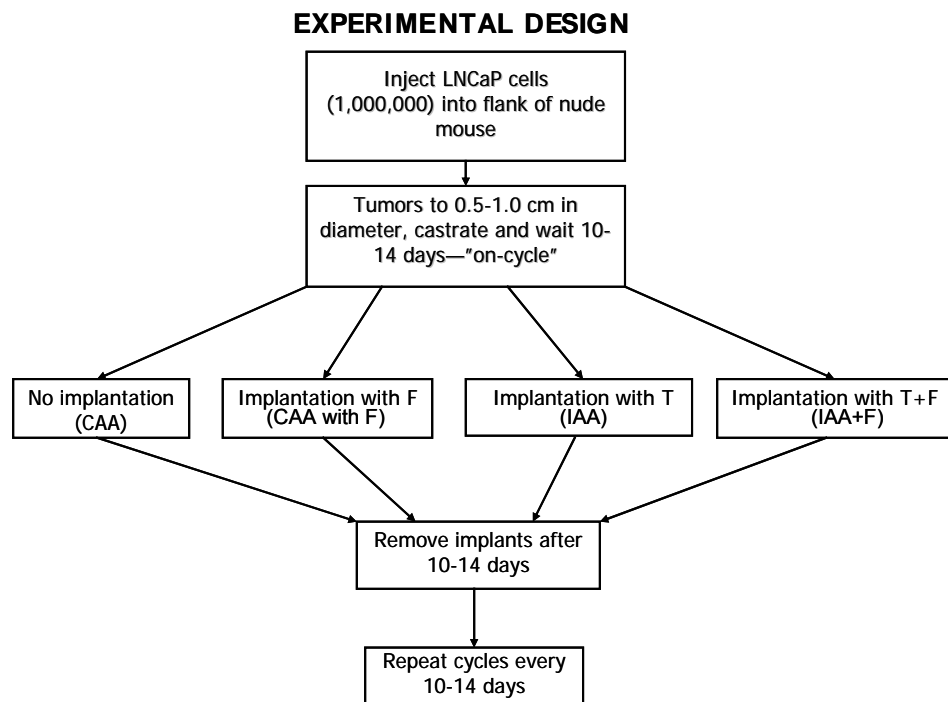 EXPERIMENTAL DESIGN
Inject LNCaP cells
(1,000,000) into flank of nude
mouse
Tumors to 0.5-1.0 cm in
diameter, castrate and wait 10-
14 days—"on-cycle"
No implantation
(CAA)
Implantation with F
(CAA with F)
Implantation with T
(IAA)
Implantation with T+F
(IAA+F)
Remove implants after
10-14 days
Repeat cycles every
10-14 days